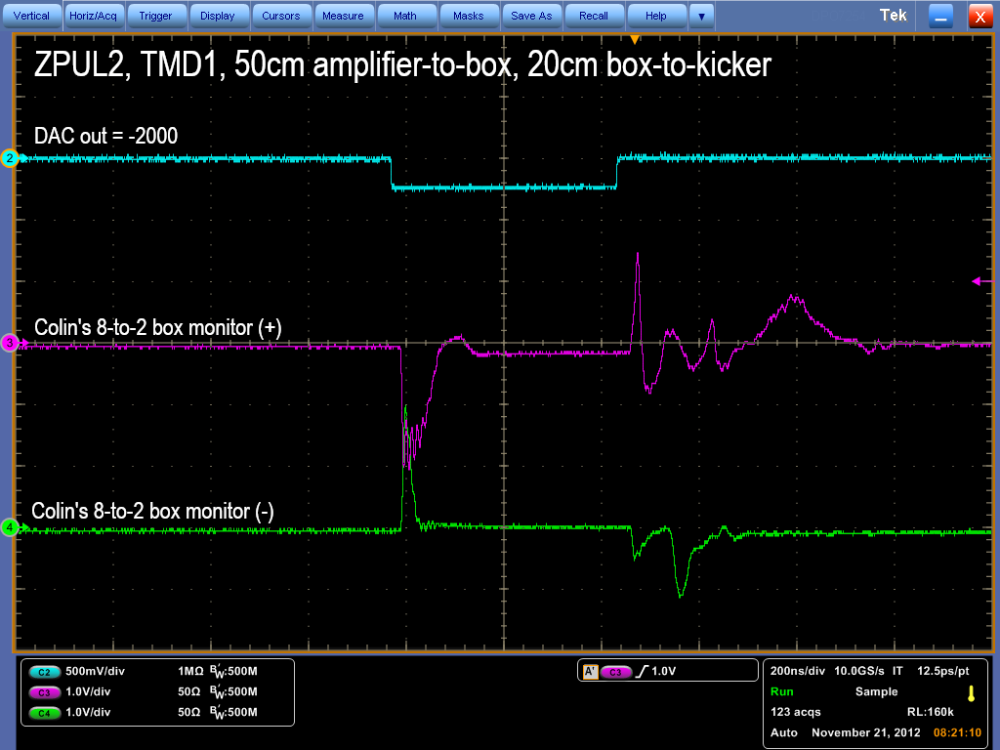 Vertical Horiz/Acq Trigger Display Cursors Measure Math Masks Save As Recall Help ▼ Tek X
ZPUL2, TMD1, 50cm amplifier-to-box, 20cm box-to-kicker
DAC out = -2000
2
Colin's 8-to-2 box monitor (+)
3
Colin's 8-to-2 box monitor (-)
4
C2 500mV/div 1MΩ BW:500M
C3 1.0V/div 50Ω BW:500M
C4 1.0V/div 50Ω BW:500M
A' C3 1.0V
200ns/div 10.0GS/s IT 12.5ps/pt
Run Sample
123 acqs RL:160k
Auto November 21, 2012 08:21:10